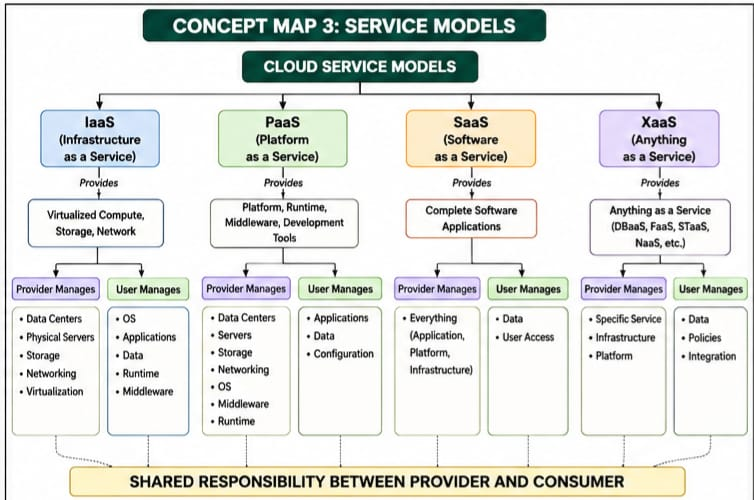 CONCEPT MAP 3: SERVICE MODELS
CLOUD SERVICE MODELS
IaaS
(Infrastructure
as a Service)
Provides
Virtualized Compute,
Storage, Network
Provider Manages
• Data Centers
• Physical Servers
• Storage
• Networking
• Virtualization
User Manages
• OS
• Applications
• Data
• Runtime
• Middleware
PaaS
(Platform
as a Service)
Provides
Platform, Runtime,
Middleware, Development
Tools
Provider Manages
• Data Centers
• Servers
• Storage
• Networking
• OS
• Middleware
• Runtime
User Manages
• Applications
• Data
• Configuration
SaaS
(Software
as a Service)
Provides
Complete Software
Applications
Provider Manages
• Everything
(Application,
Platform,
Infrastructure)
User Manages
• Data
• User Access
XaaS
(Anything
as a Service)
Provides
Anything as a Service
(DBaaS, FaaS, STaaS,
NaaS, etc.)
Provider Manages
• Specific Service
• Infrastructure
• Platform
User Manages
• Data
• Policies
• Integration
SHARED RESPONSIBILITY BETWEEN PROVIDER AND CONSUMER